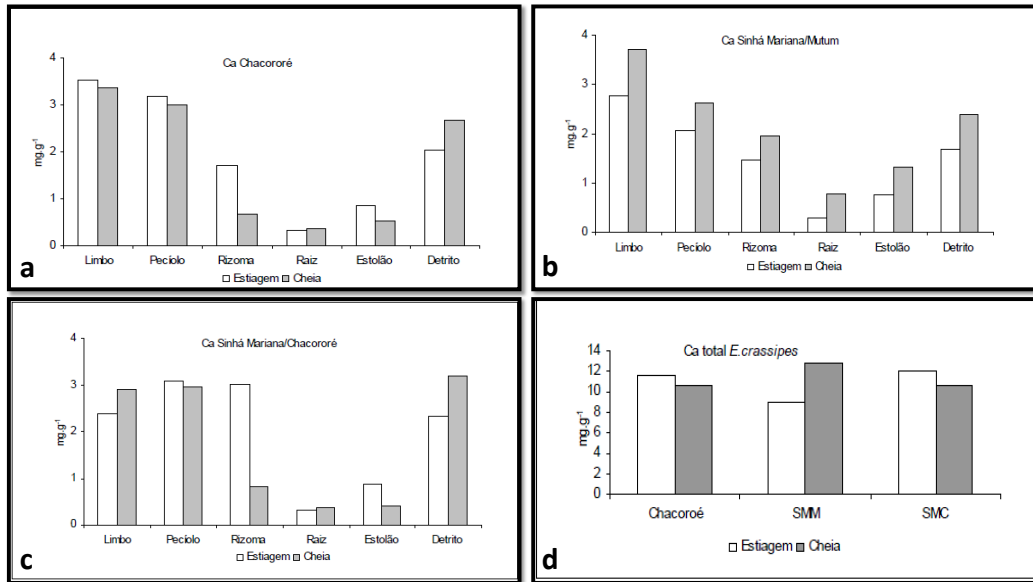 Ca Chacororé
mg.g-1
4
3
2
1
0
Limbo Pecíolo Rizoma Raiz Estolão Detrito
Estiagem Cheia
a
Ca Sinhá Mariana/Mutum
mg.g-1
4
3
2
1
0
Limbo Pecíolo Rizoma Raiz Estolão Detrito
Estiagem Cheia
b
Ca Sinhá Mariana/Chacororé
mg.g-1
4
3
2
1
0
Limbo Pecíolo Rizoma Raiz Estolão Detrito
Estiagem Cheia
c
Ca total E.crassipes
mg.g-1
14
12
10
8
6
4
2
0
Chacoroé SMM SMC
Estiagem Cheia
d